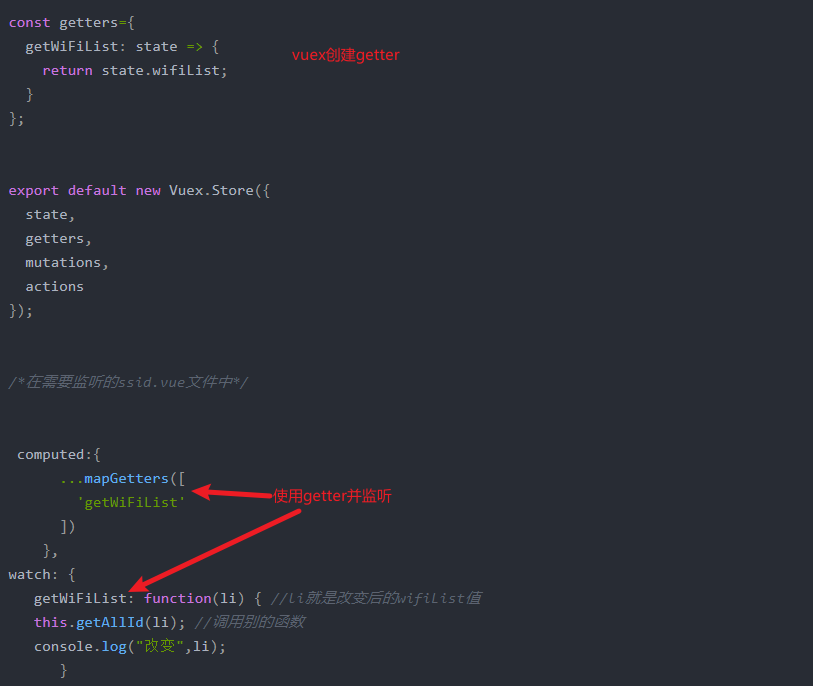 const getters={
getWiFiList: state => { vuex创建getter
return state.wifiList;
}
};
export default new Vuex.Store({
state,
getters,
mutations,
actions
});
/*在需要监听的ssid.vue文件中*/
computed:{
...mapGetters([
'getWiFiList' 使用getter并监听
])
},
watch: {
getWiFiList: function(li) { //li就是改变后的wifiList值
this.getAllId(li); //调用别的函数
console.log("改变",li);
}